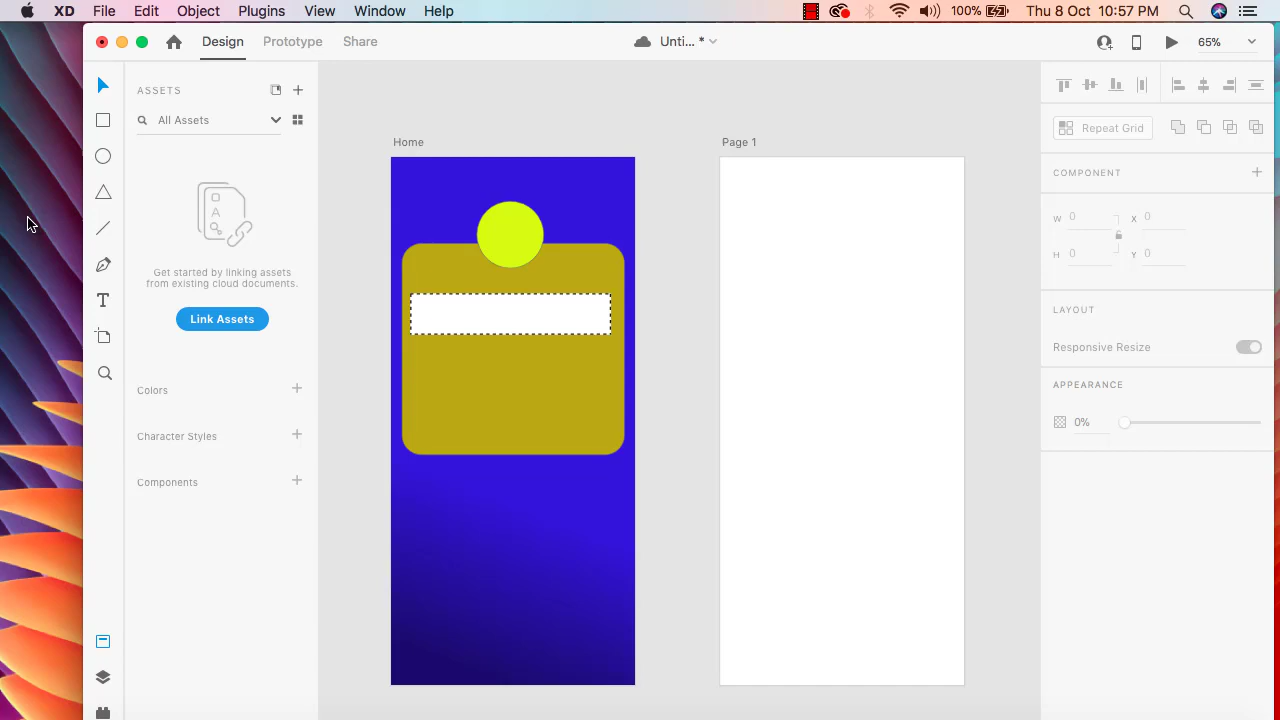 XD File Edit Object Plugins View Window Help 100% Thu 8 Oct 10:57 PM
Design Prototype Share Unti... * 65%
ASSETS
All Assets
Get started by linking assets
from existing cloud documents.
Link Assets
Colors
Character Styles
Components
Home
Page 1
Repeat Grid
COMPONENT
W 0 X 0
H 0 Y 0
LAYOUT
Responsive Resize
APPEARANCE
0%